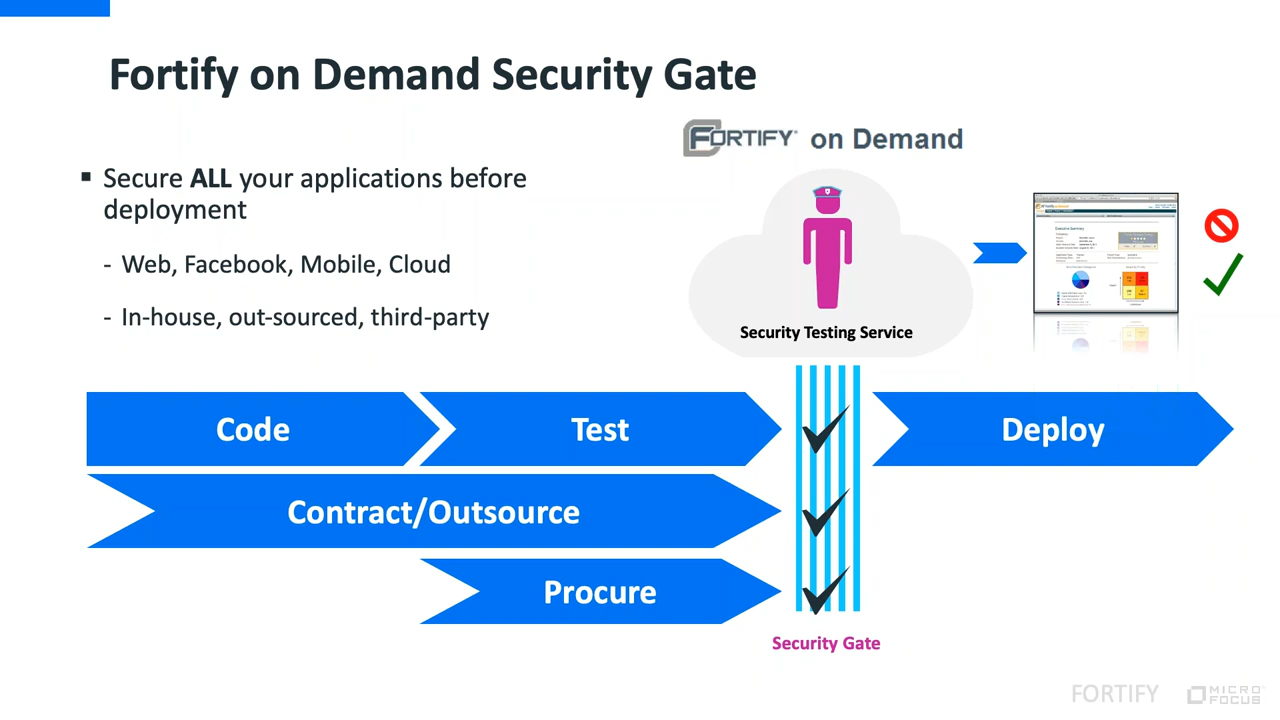 Fortify on Demand Security Gate
FORTIFY on Demand
▪ Secure ALL your applications before
deployment
- Web, Facebook, Mobile, Cloud
- In-house, out-sourced, third-party
Security Testing Service
Executive Summary
Code
Test
Deploy
Contract/Outsource
Procure
Security Gate
FORTIFY
MICRO
FOCUS